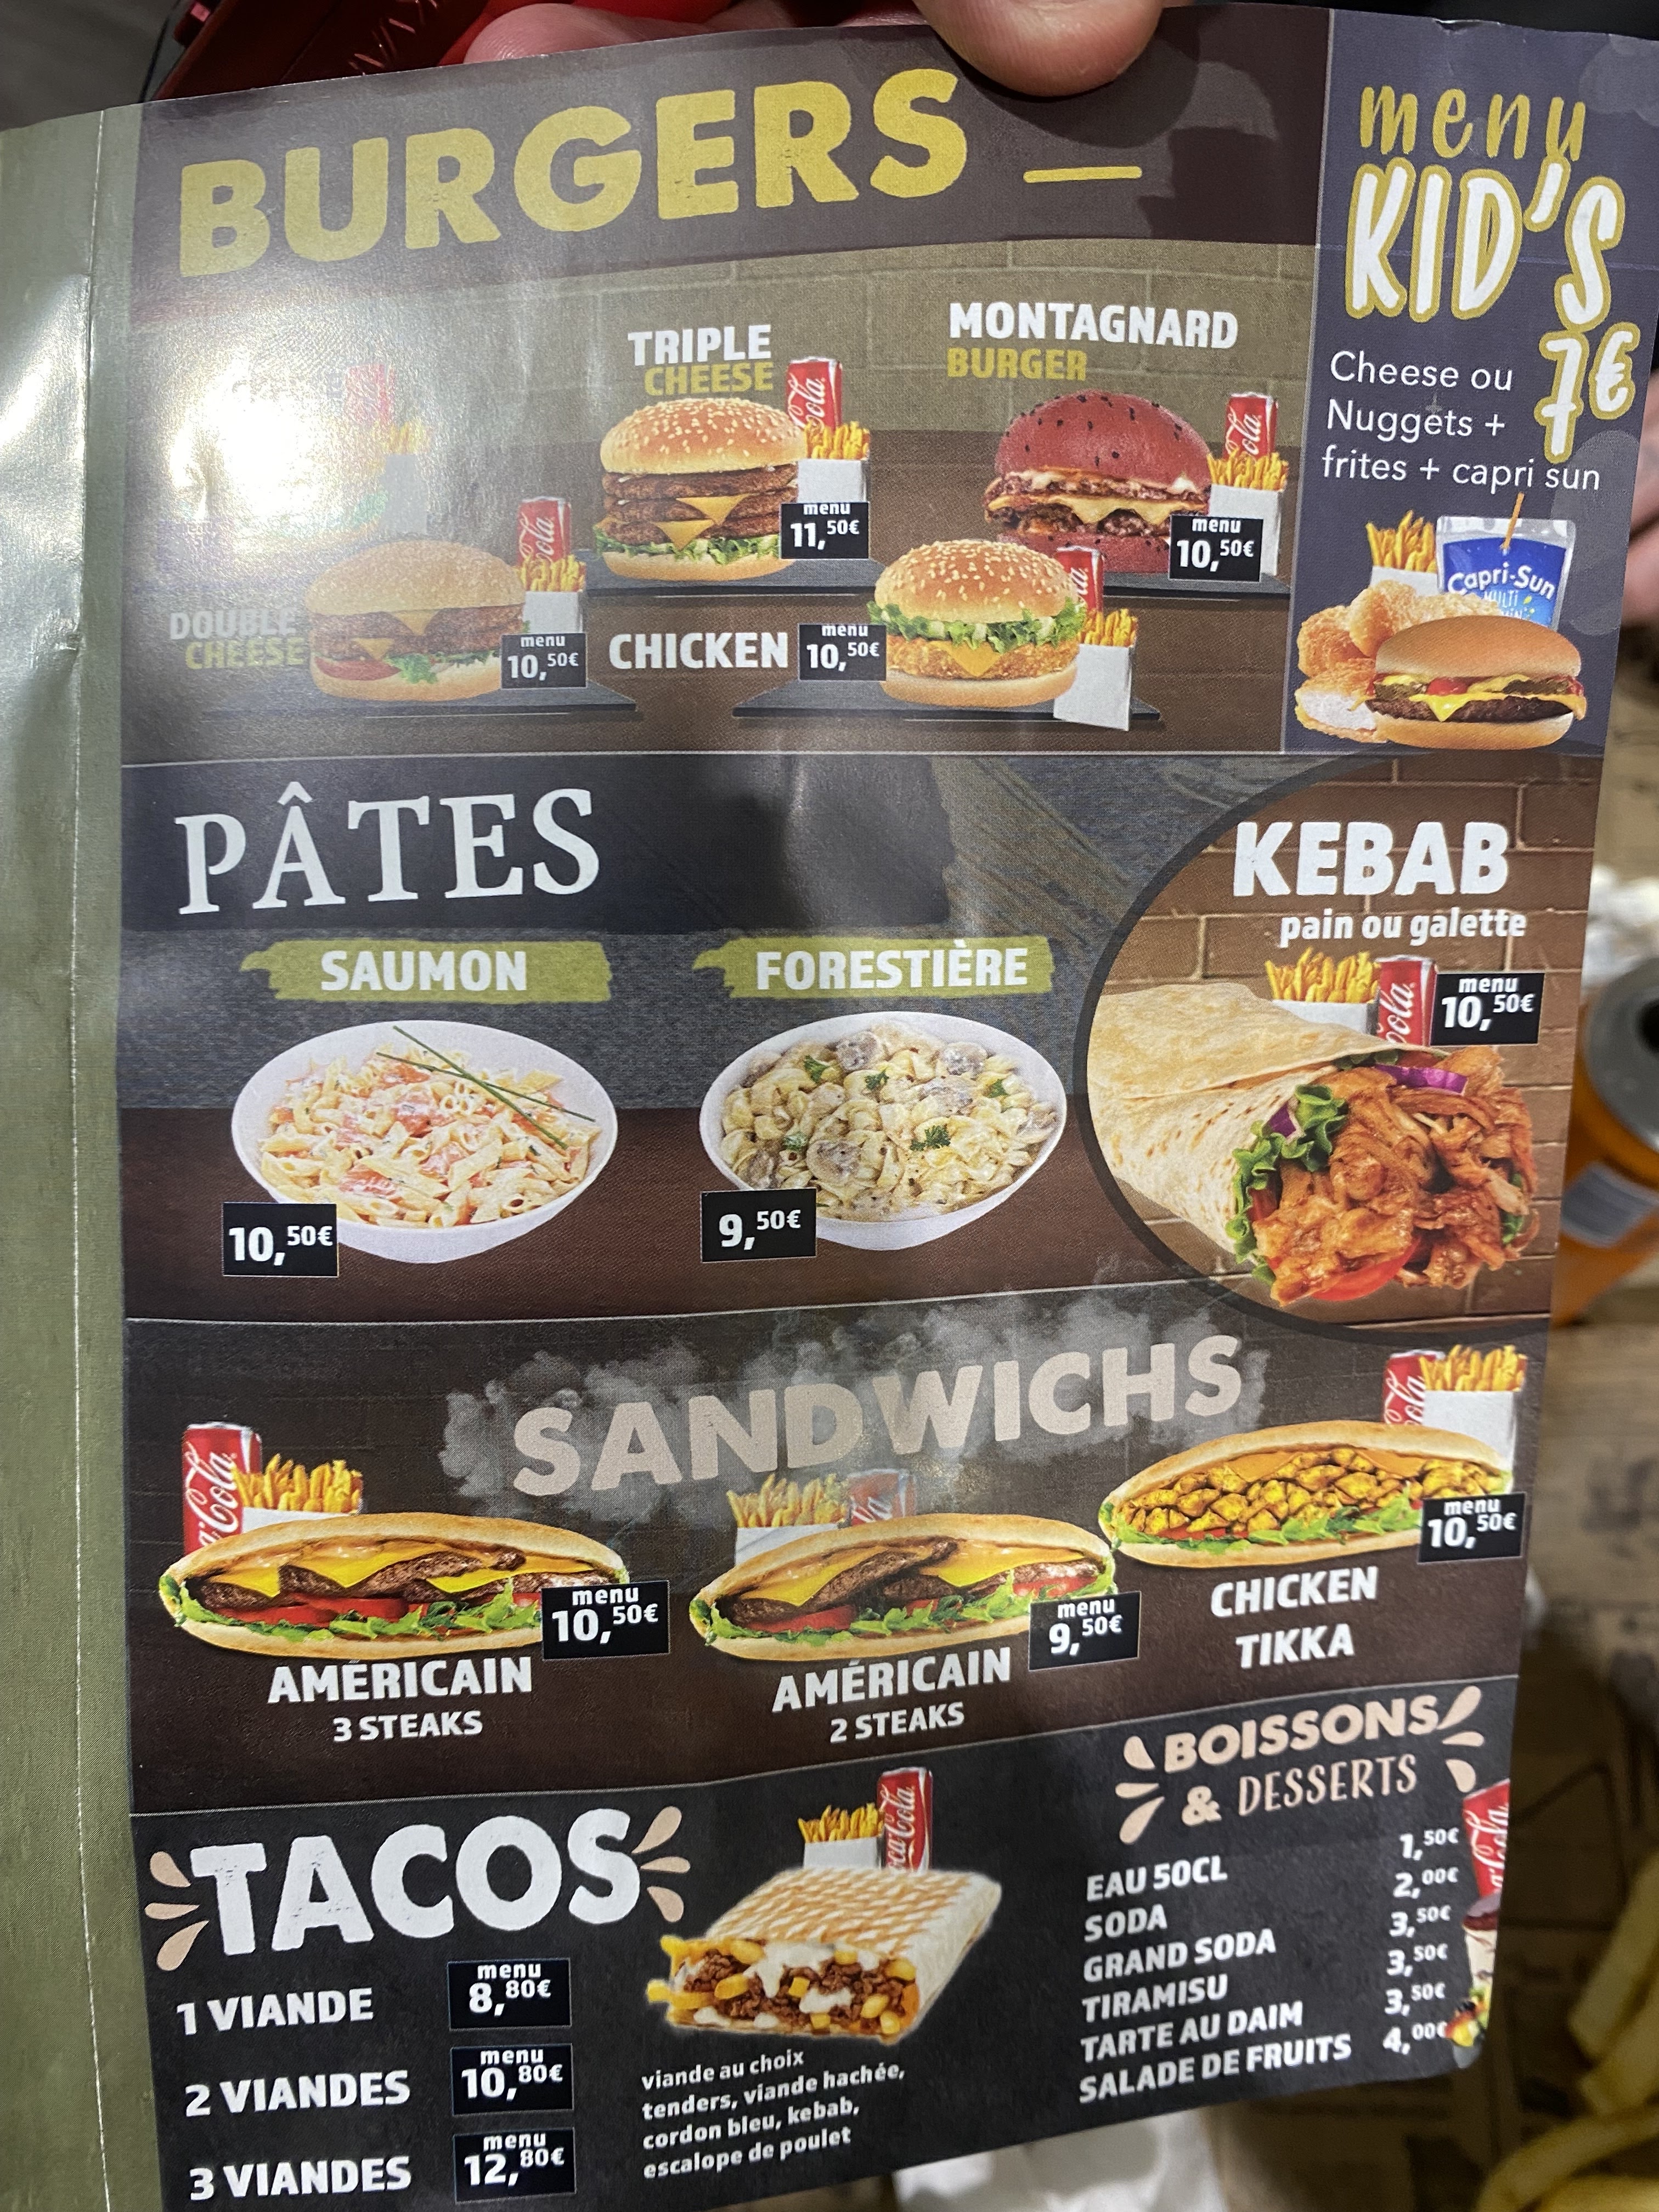 BURGERS
menu
KID'S
7€
Cheese ou
Nuggets +
frites + capri sun
Capri-Sun
MULTI
TRIPLE
CHEESE
menu
11,50€
MONTAGNARD
BURGER
menu
10,50€
DOUBLE
CHEESE
menu
10,50€
CHICKEN
menu
10,50€
PÂTES
SAUMON
10,50€
FORESTIÈRE
9,50€
KEBAB
pain ou galette
menu
10,50€
SANDWICHS
menu
10,50€
AMÉRICAIN
3 STEAKS
menu
9,50€
AMÉRICAIN
2 STEAKS
menu
10,50€
CHICKEN
TIKKA
TACOS
1 VIANDE
menu
8,80€
2 VIANDES
menu
10,80€
3 VIANDES
menu
12,80€
viande au choix
tenders, viande hachée,
cordon bleu, kebab,
escalope de poulet
BOISSONS
& DESSERTS
EAU 50CL 1,50€
SODA 2,00€
GRAND SODA 3,50€
TIRAMISU 3,50€
TARTE AU DAIM 3,50€
SALADE DE FRUITS 4,00€